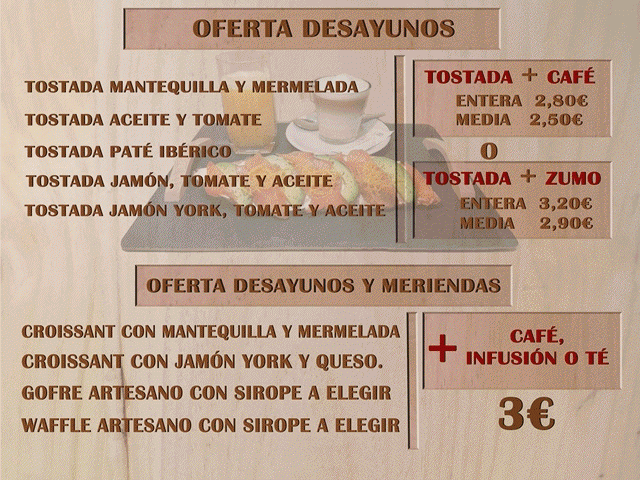 OFERTA DESAYUNOS
TOSTADA MANTEQUILLA Y MERMELADA
TOSTADA ACEITE Y TOMATE
TOSTADA PATÉ IBÉRICO
TOSTADA JAMÓN, TOMATE Y ACEITE
TOSTADA JAMÓN YORK, TOMATE Y ACEITE
TOSTADA + CAFÉ
ENTERA 2,80€
MEDIA 2,50€
O
TOSTADA + ZUMO
ENTERA 3,20€
MEDIA 2,90€
OFERTA DESAYUNOS Y MERIENDAS
CROISSANT CON MANTEQUILLA Y MERMELADA
CROISSANT CON JAMÓN YORK Y QUESO.
GOFRE ARTESANO CON SIROPE A ELEGIR
WAFFLE ARTESANO CON SIROPE A ELEGIR
+ CAFÉ,
INFUSIÓN O TÉ
3€